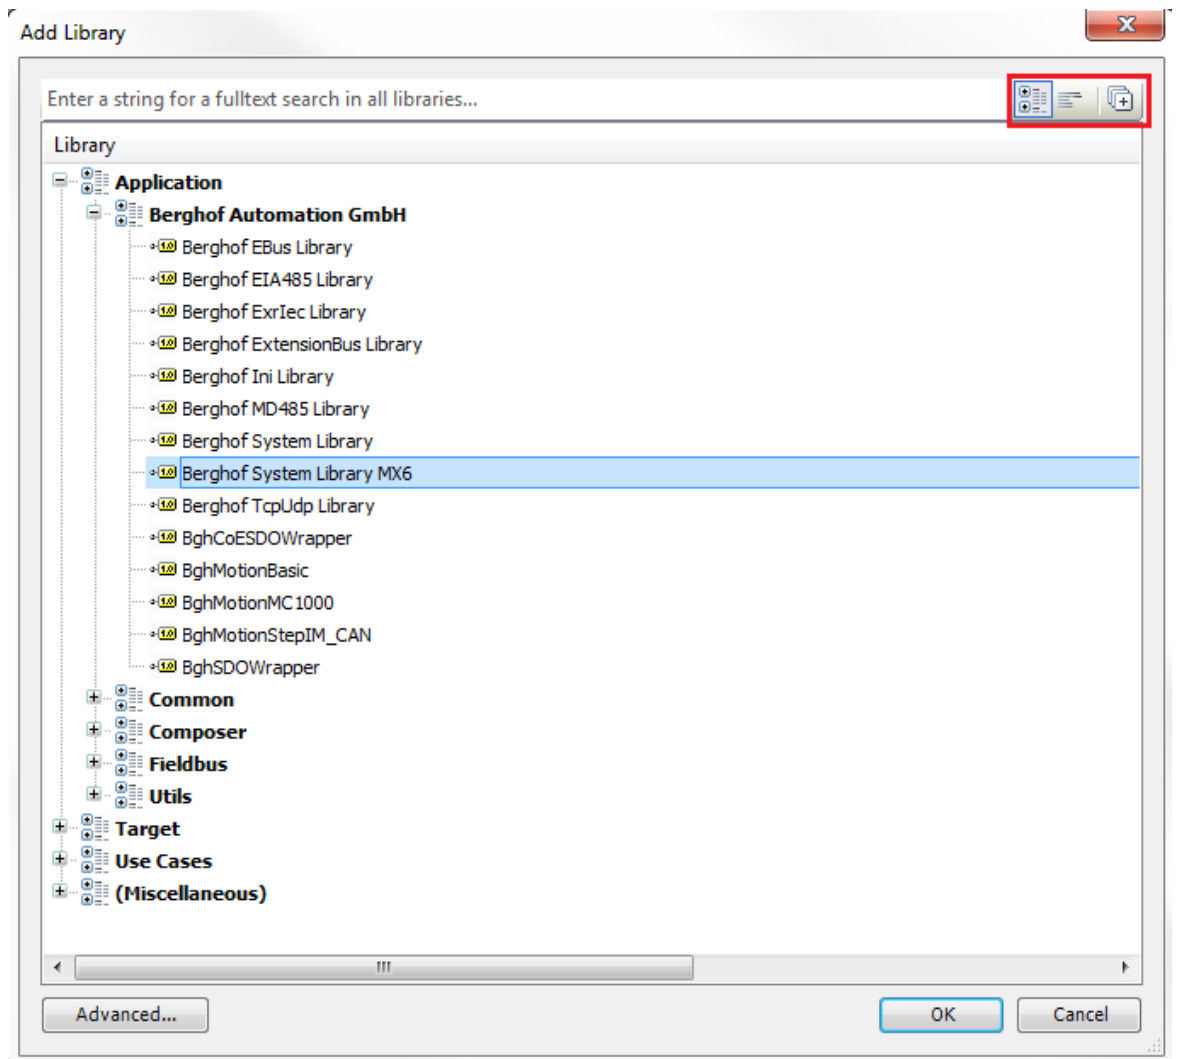 Add Library
Enter a string for a fulltext search in all libraries...
Library
Application
Berghof Automation GmbH
Berghof EBus Library
Berghof EIA485 Library
Berghof ExrIec Library
Berghof ExtensionBus Library
Berghof Ini Library
Berghof MD485 Library
Berghof System Library
Berghof System Library MX6
Berghof TcpUdp Library
BghCoESDOWrapper
BghMotionBasic
BghMotionMC1000
BghMotionStepIM_CAN
BghSDOWrapper
Common
Composer
Fieldbus
Utils
Target
Use Cases
(Miscellaneous)
Advanced... OK Cancel